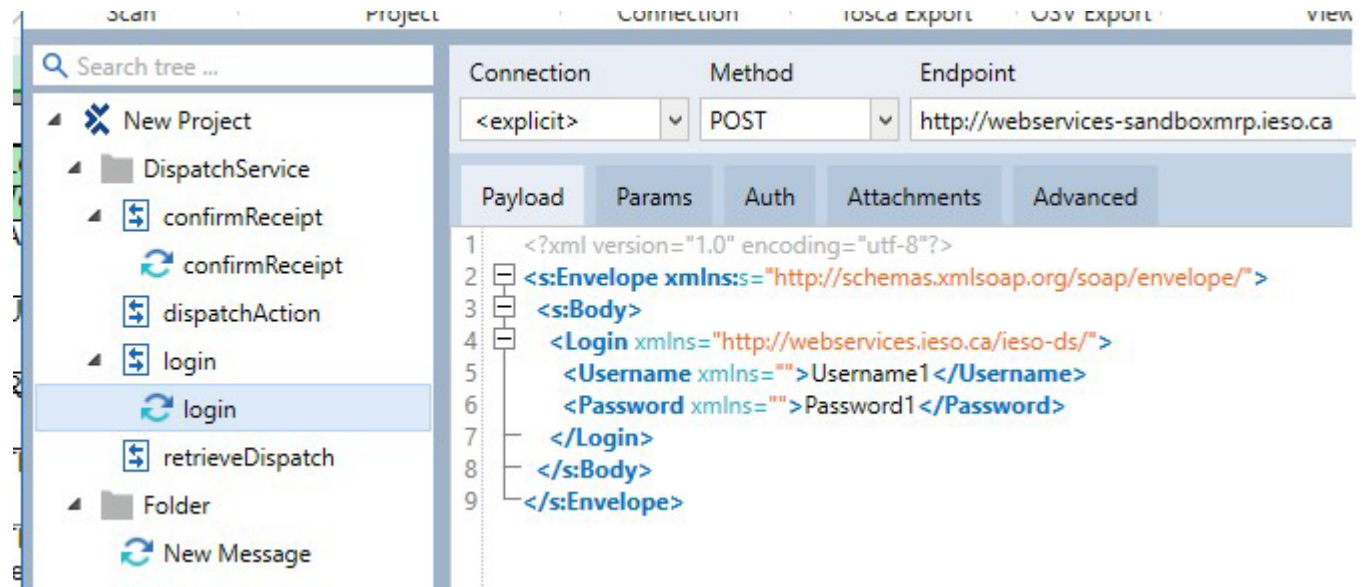 Scan Project Connection Tosca Export OSV Export View
Search tree ...
New Project
DispatchService
confirmReceipt
confirmReceipt
dispatchAction
login
login
retrieveDispatch
Folder
New Message
Connection Method Endpoint
<explicit> POST http://webservices-sandboxmrp.ieso.ca
Payload Params Auth Attachments Advanced
1 <?xml version="1.0" encoding="utf-8"?>
2 <s:Envelope xmlns:s="http://schemas.xmlsoap.org/soap/envelope/">
3 <s:Body>
4 <Login xmlns="http://webservices.ieso.ca/ieso-ds/">
5 <Username xmlns="">Username1</Username>
6 <Password xmlns="">Password1</Password>
7 </Login>
8 </s:Body>
9 </s:Envelope>